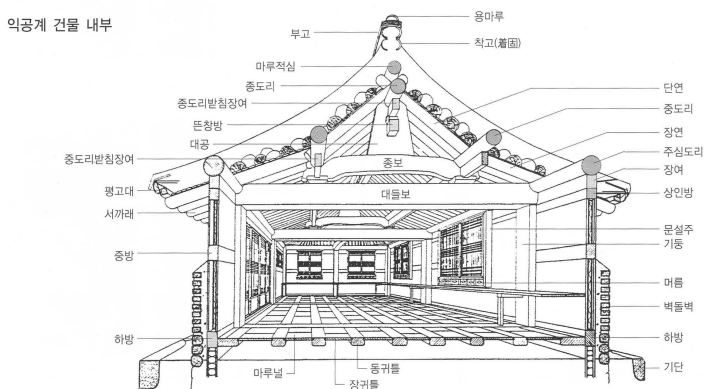 익공계 건물 내부
용마루
부고
착고(着固)
마루적심
종도리
종도리받침장여
뜬창방
대공
중도리받침장여
평고대
서까래
중방
하방
단연
중도리
장연
주심도리
장여
상인방
문설주
기둥
머름
벽돌벽
하방
기단
종보
대들보
마루널
장귀틀
동귀틀